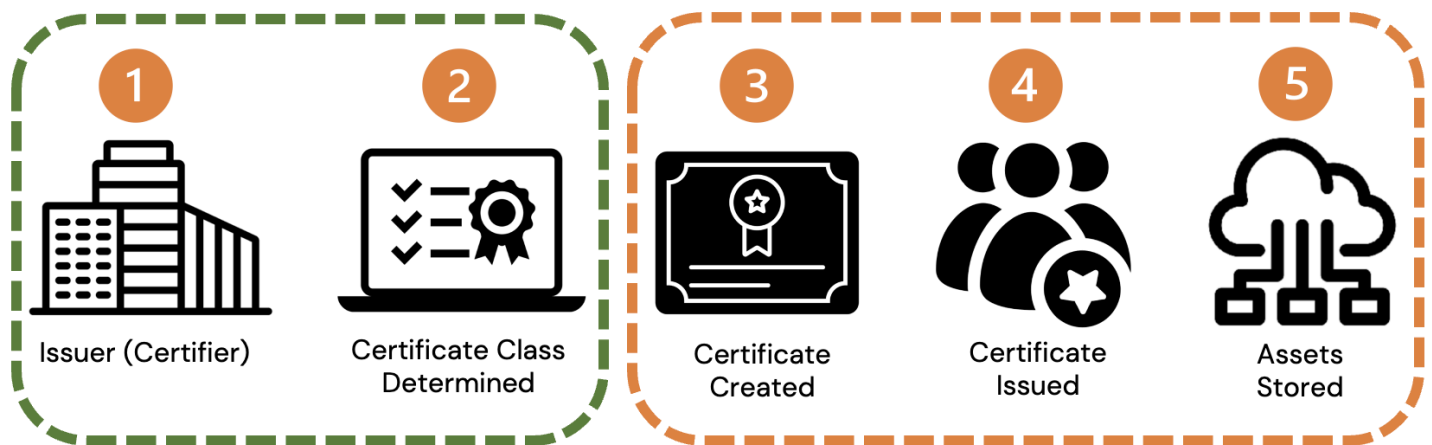 1
2
3
4
5
Issuer (Certifier)
Certificate Class
Determined
Certificate
Created
Certificate
Issued
Assets
Stored